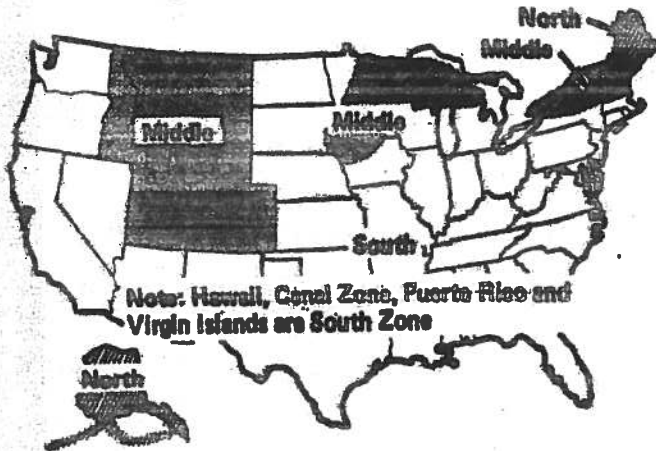 North
Middle
Middle
Middle
South
Note: Hawaii, Canal Zone, Puerto Rico and
Virgin Islands are South Zone
North